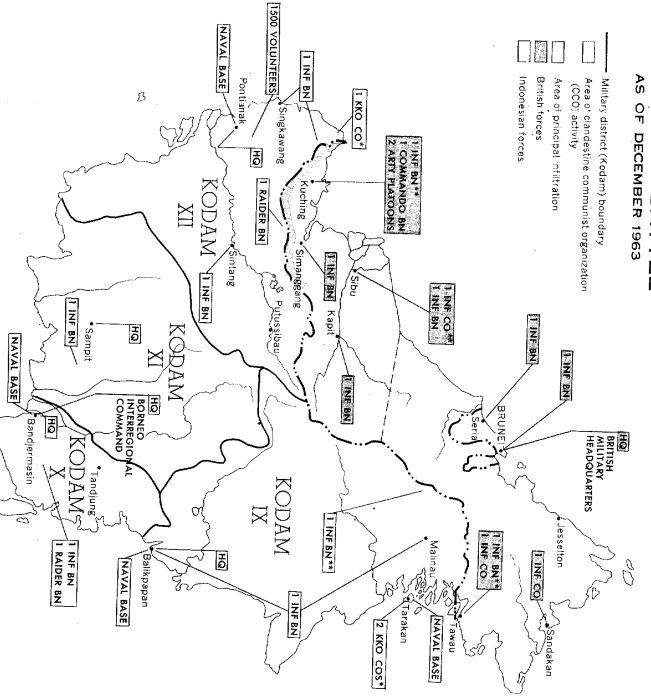 AS OF DECEMBER 1963
Military district (Kodam) boundary
Area of clandestine communist organization
(CCO) activity
Area of principal infiltration
British forces
Indonesian forces
HQ
BRITISH
MILITARY
HEADQUARTERS
1 INF BN
1 INF BN
BRUNEI
Seria
Jesselton
1 INF CO
Sandakan
1 INF CO**
1 INF BN
Sibu
1 INF BN**
1 COMMANDO BN
2 ARTY PLATOONS
1 KKO CO*
Kuching
Simanggang
1 INF BN
Kapit
1 INF BN
1 INF BN**
1 INF CO
Tawau
NAVAL BASE
Tarakan
2 KKO COS*
Malinau
1 INF BN**
1 INF BN
Singkawang
1500 VOLUNTEERS
NAVAL BASE
Pontianak
HQ
1 RAIDER BN
KODAM
XII
Sintang
Putussibau
1 INF BN
KODAM
IX
KODAM
XI
HQ
Sampit
1 INF BN
HQ
BORNEO
INTERREGIONAL
COMMAND
NAVAL BASE
HQ
Bandjermasin
KODAM
X
Tandjung
1 INF BN
1 RAIDER BN
HQ
Balikpapan
NAVAL BASE
1 INF BN